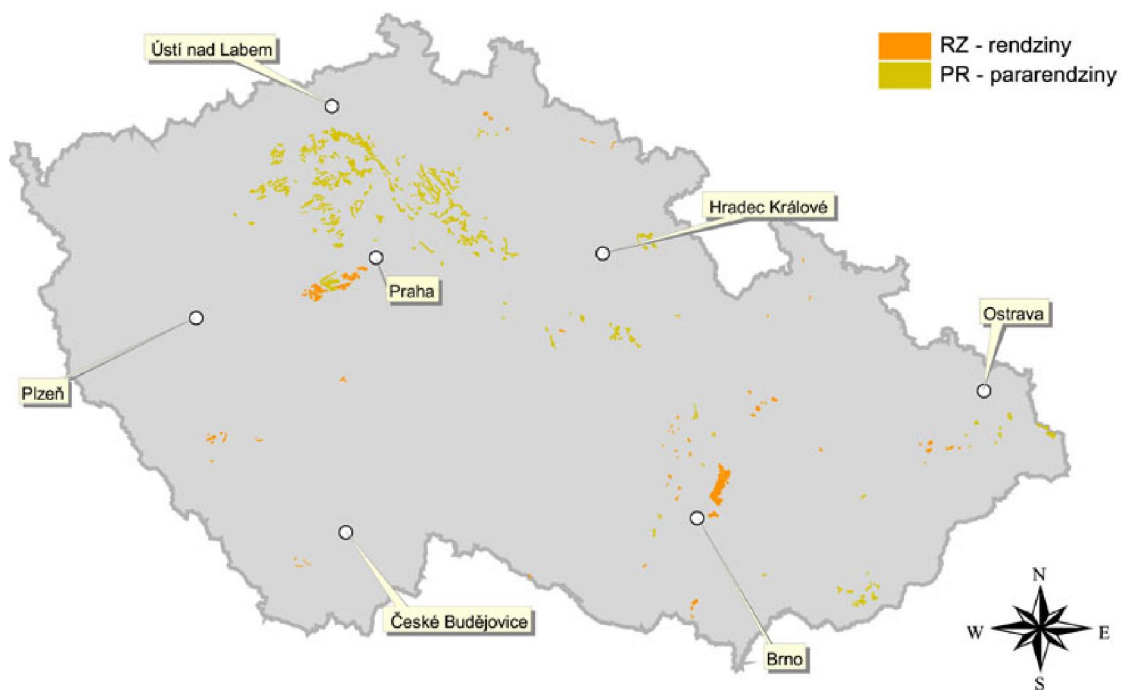 Ústí nad Labem
RZ - rendziny
PR - pararendziny
Hradec Králové
Praha
Ostrava
Plzeň
České Budějovice
Brno
N
W
E
S